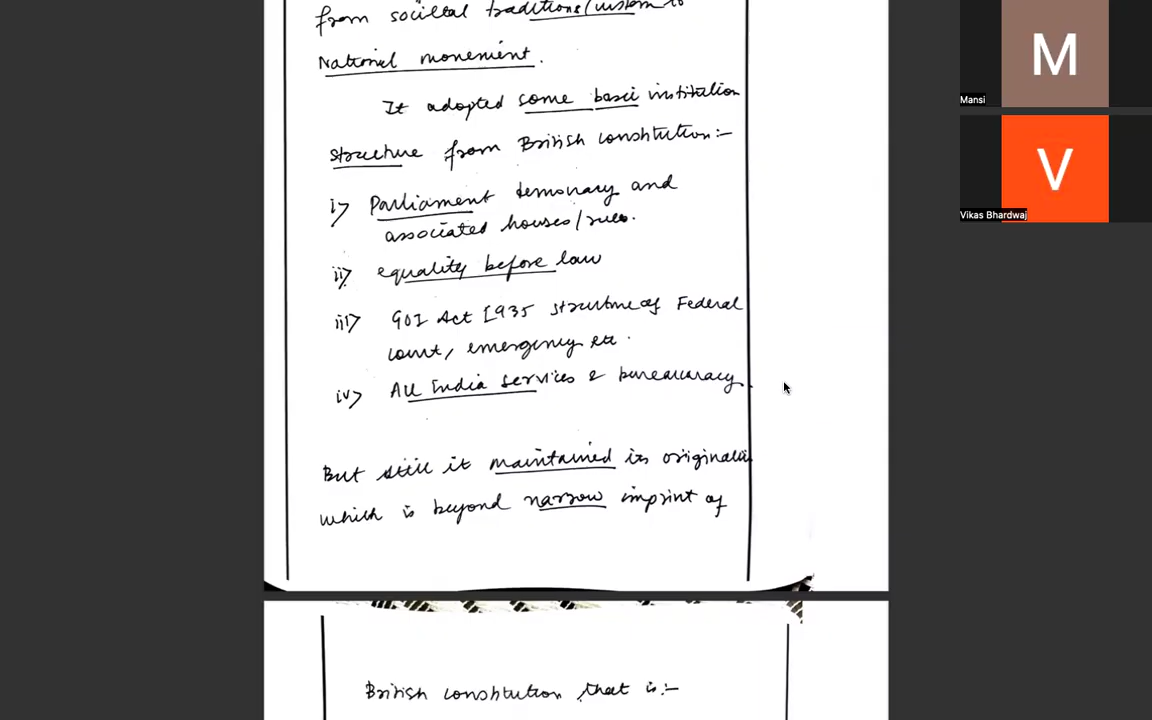 from societal traditions/custom to
National movement.
It adopted some basic institution
structure from British constitution:-
i> Parliament democracy and
associated houses/rules.
ii> equality before law
iii> GOI Act 1935 structure of Federal
court, emergency etc.
iv> All India services & bureaucracy.
But still it maintained its originality
which is beyond narrow imprint of
British constitution that is:-
M
Mansi
V
Vikas Bhardwaj